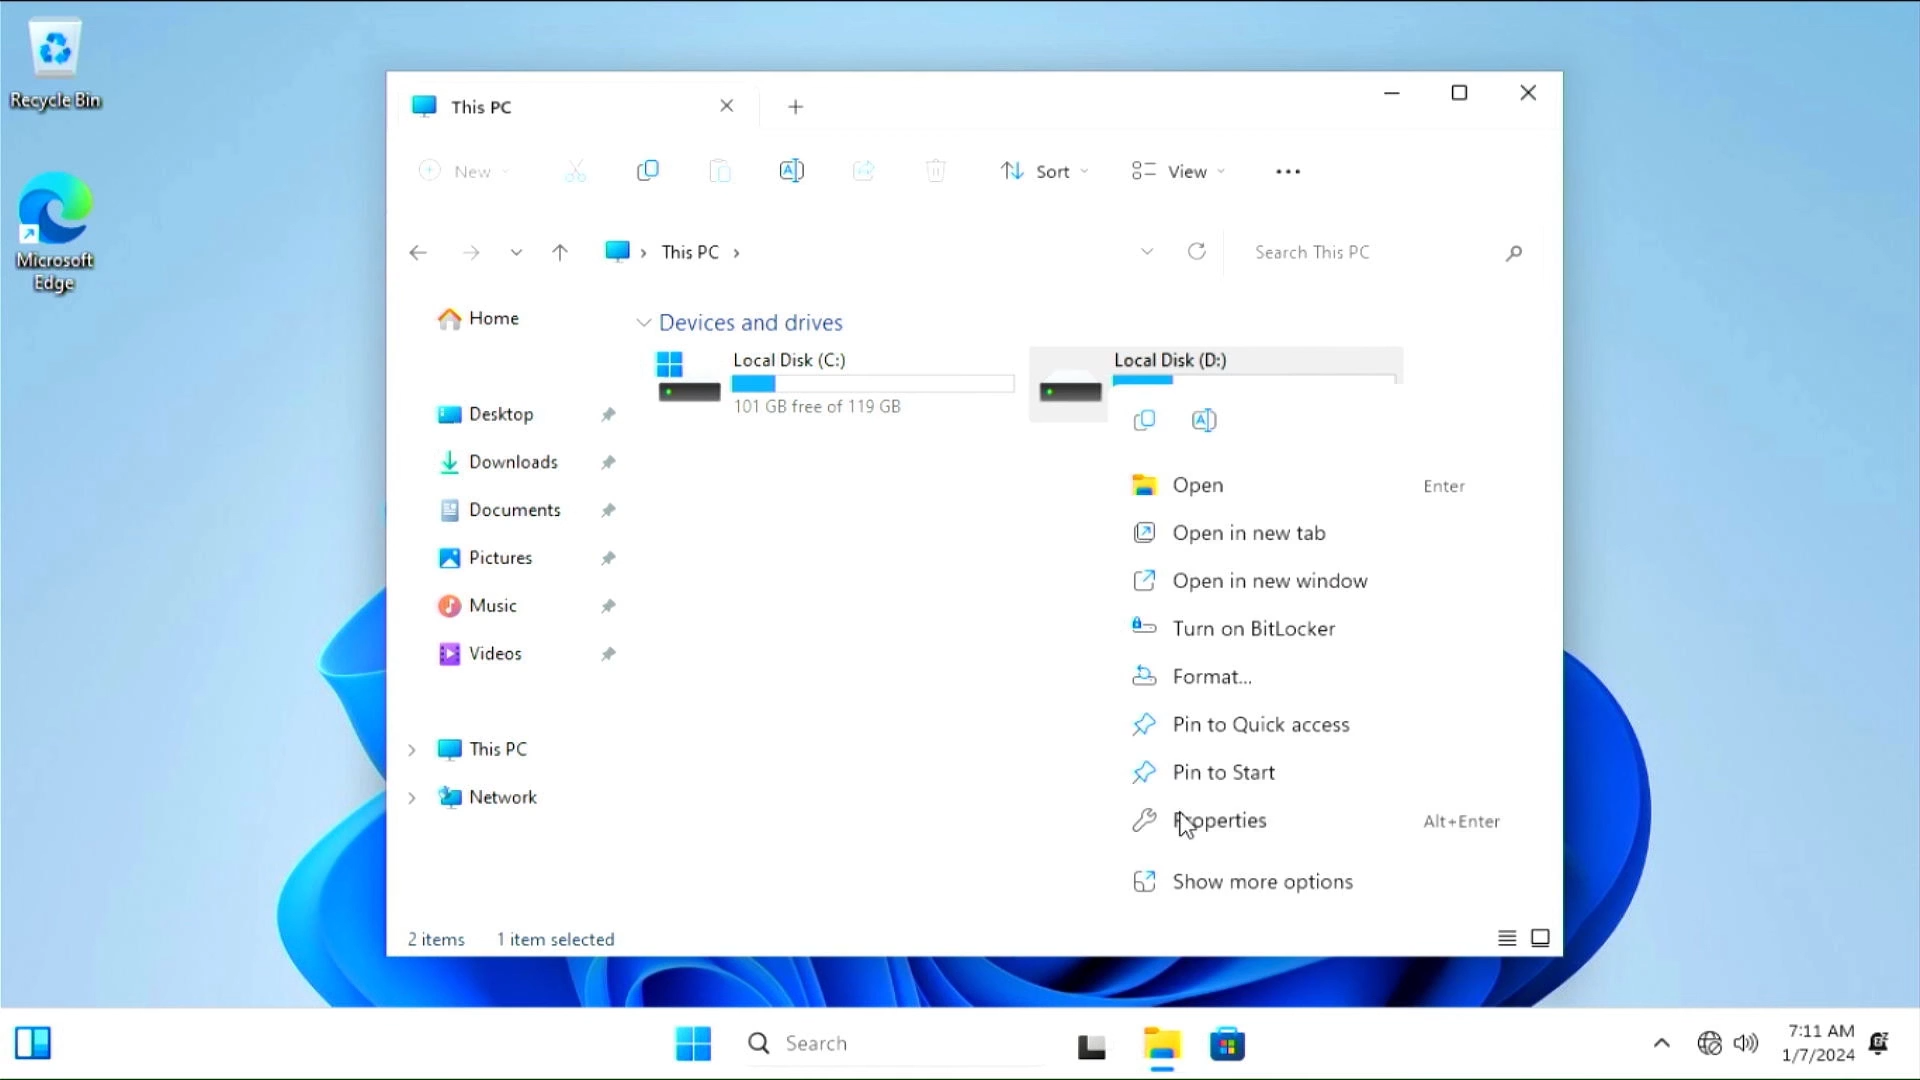 Recycle Bin
Microsoft
Edge
This PC
New
Sort
View
This PC
Search This PC
Home
Desktop
Downloads
Documents
Pictures
Music
Videos
This PC
Network
Devices and drives
Local Disk (C:)
101 GB free of 119 GB
Local Disk (D:)
Open Enter
Open in new tab
Open in new window
Turn on BitLocker
Format...
Pin to Quick access
Pin to Start
Properties Alt+Enter
Show more options
2 items 1 item selected
Search
7:11 AM
1/7/2024